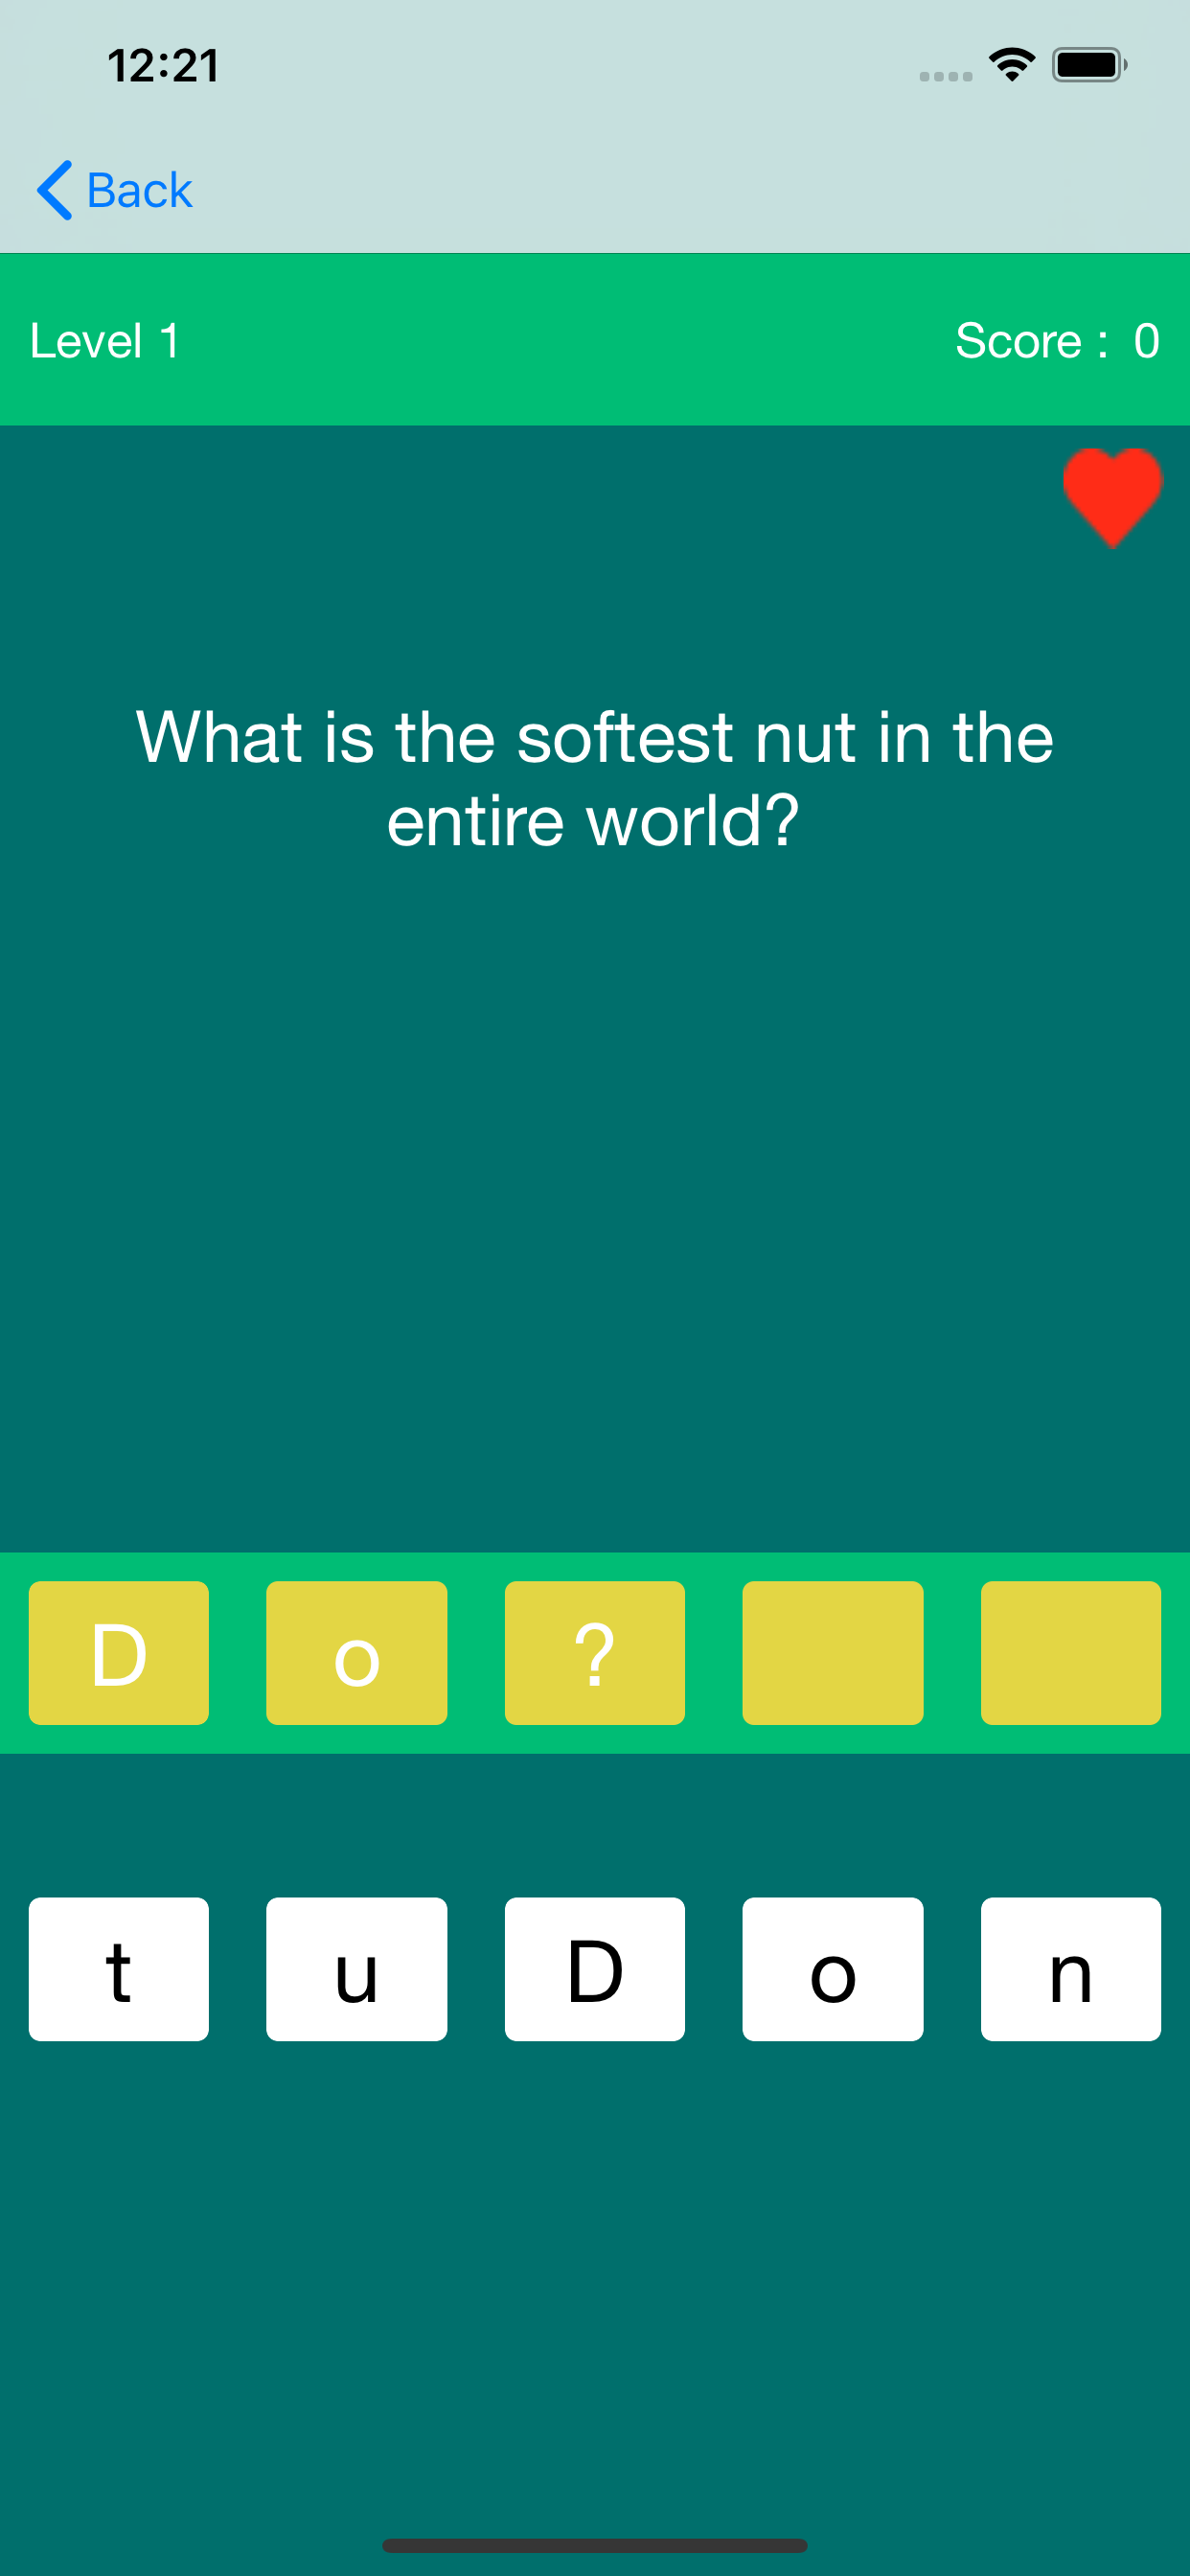 12:21
Back
Level 1 Score : 0
What is the softest nut in the
entire world?
D o ?
t u D o n